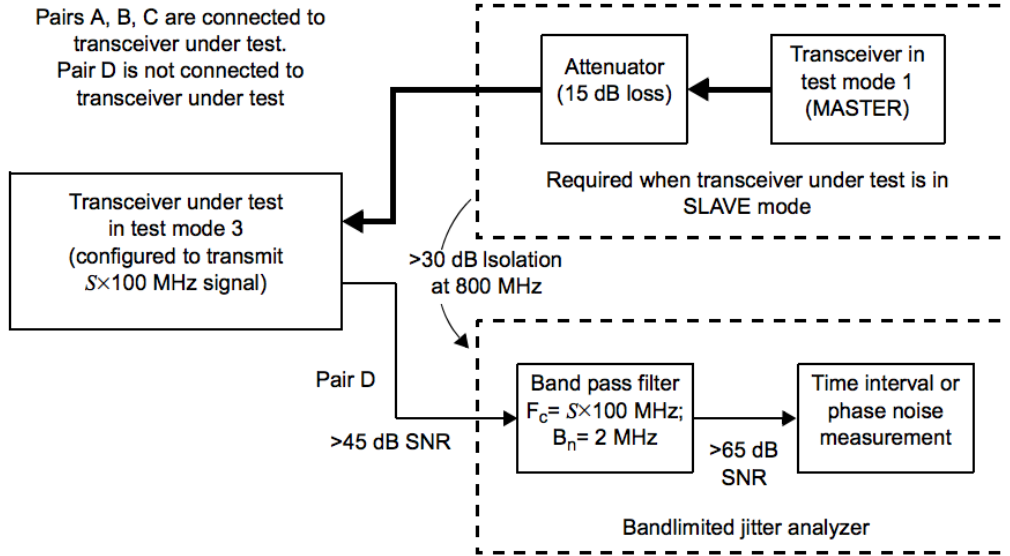 Pairs A, B, C are connected to
transceiver under test.
Pair D is not connected to
transceiver under test
Attenuator
(15 dB loss)
Transceiver in
test mode 1
(MASTER)
Required when transceiver under test is in
SLAVE mode
Transceiver under test
in test mode 3
(configured to transmit
S×100 MHz signal)
>30 dB Isolation
at 800 MHz
Pair D
>45 dB SNR
Band pass filter
Fc= S×100 MHz;
Bn= 2 MHz
>65 dB
SNR
Time interval or
phase noise
measurement
Bandlimited jitter analyzer